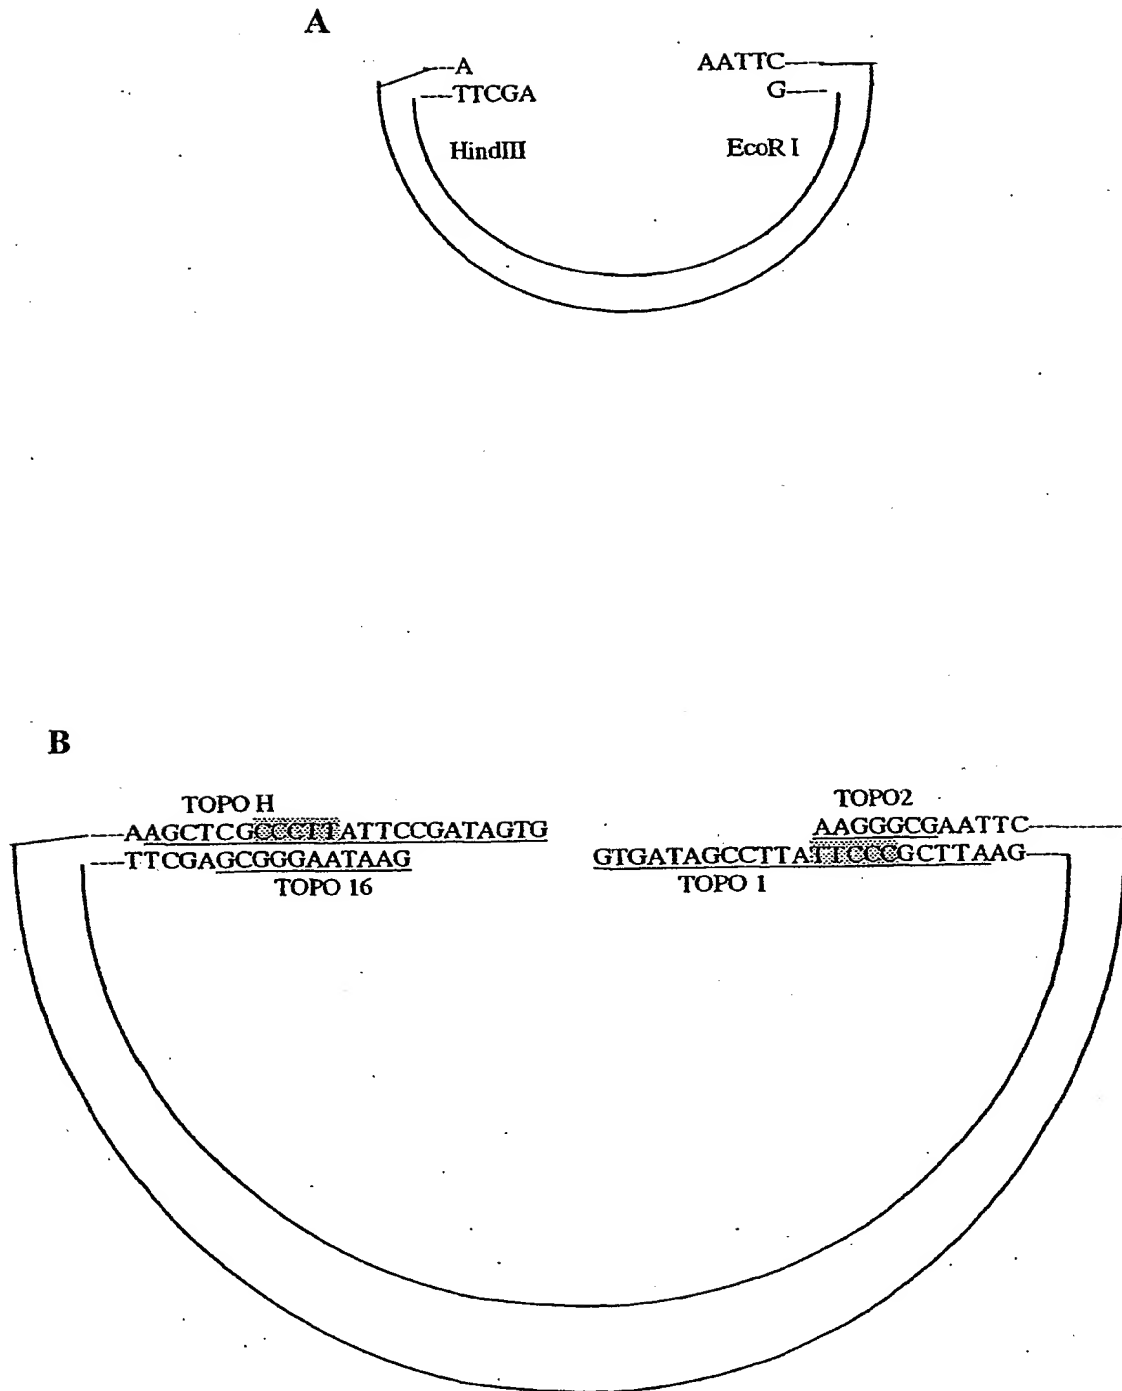 A
----A AATTC----
----TTCGA G----
HindIII EcoR I
B
TOPO H TOPO2
----AAGCTCGCCCTTATTCCGATAGTG AAGGGCGAATTC----
----TTCGAGCGGGAATAAG GTGATAGCCTTATTCCCGCTTAAG----
TOPO 16 TOPO 1